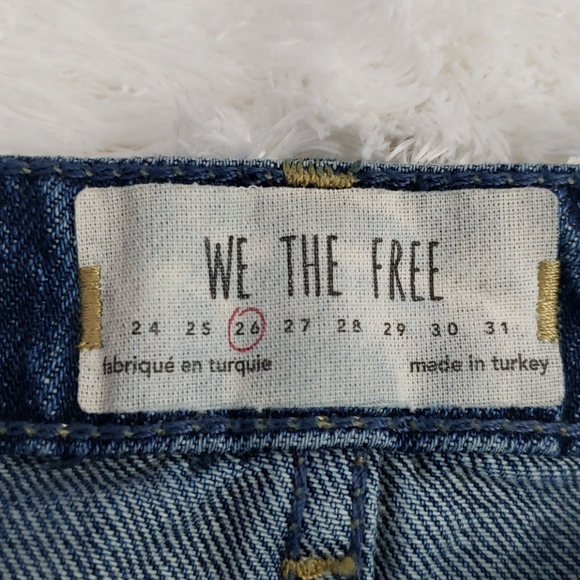 WE THE FREE
24 25 26 27 28 29 30 31
fabriqué en turquie made in turkey